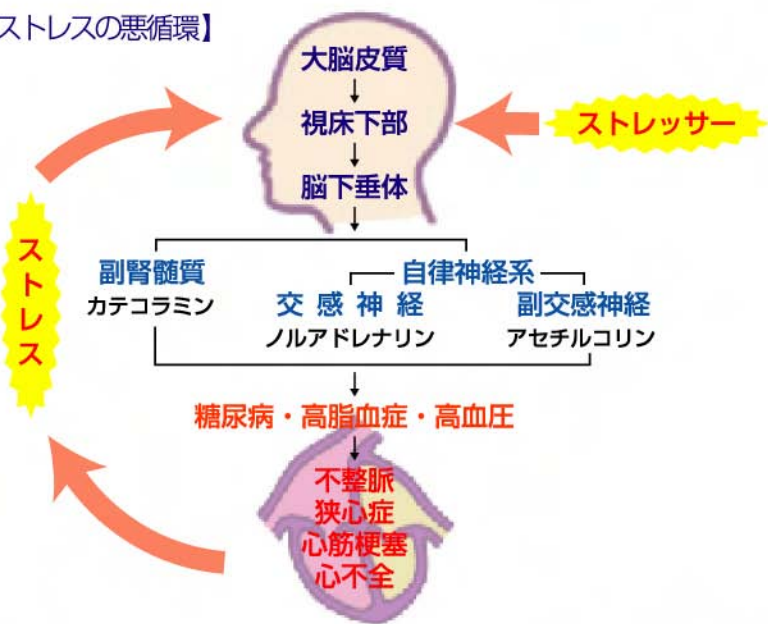 ストレスの悪循環】
大脳皮質
視床下部
脳下垂体
ストレッサー
ストレス
副腎髄質
カテコラミン
自律神経系
交感神経
ノルアドレナリン
副交感神経
アセチルコリン
糖尿病・高脂血症・高血圧
不整脈
狭心症
心筋梗塞
心不全